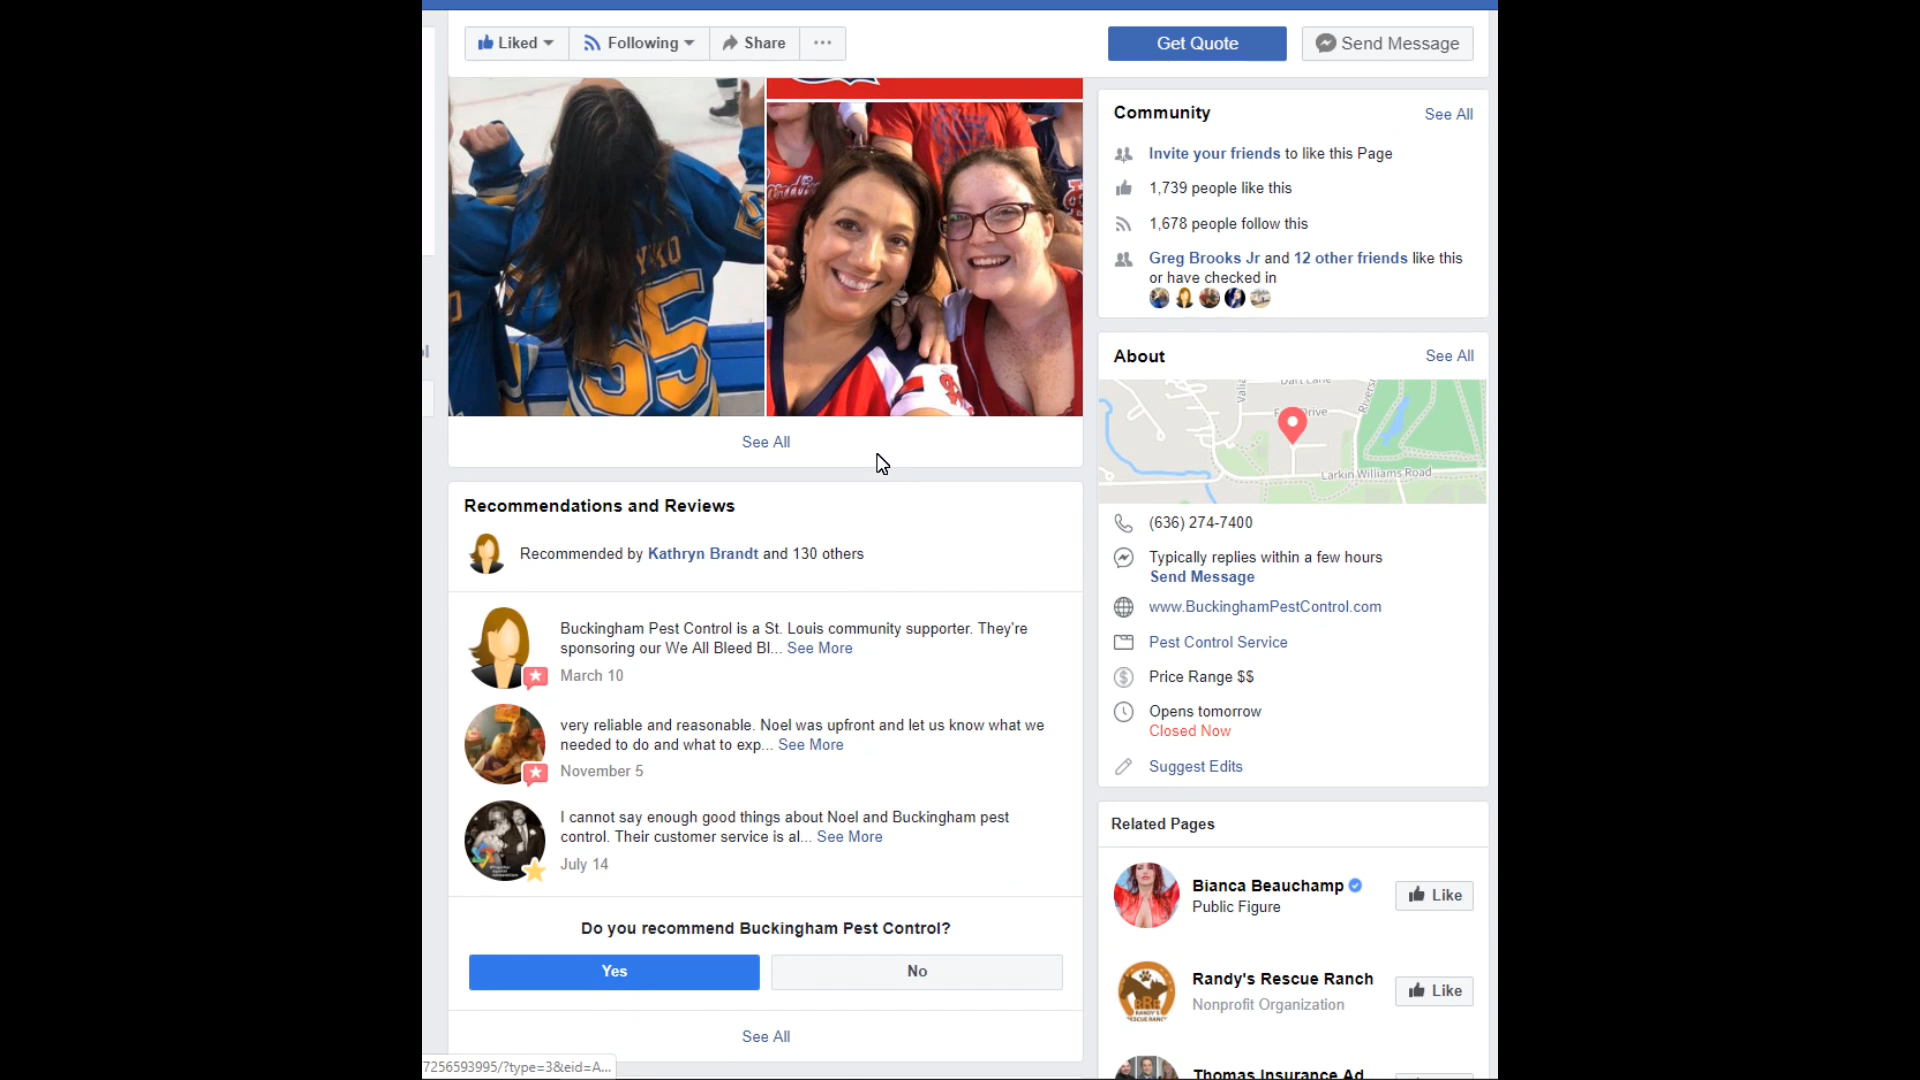 Liked
Following
Share
Get Quote
Send Message
55
See All
Recommendations and Reviews
Recommended by Kathryn Brandt and 130 others
Buckingham Pest Control is a St. Louis community supporter. They're
sponsoring our We All Bleed Bl... See More
March 10
very reliable and reasonable. Noel was upfront and let us know what we
needed to do and what to exp... See More
November 5
I cannot say enough good things about Noel and Buckingham pest
control. Their customer service is al... See More
July 14
Do you recommend Buckingham Pest Control?
Yes
No
See All
7256593995/?type=3&eid=A...
Community
See All
Invite your friends to like this Page
1,739 people like this
1,678 people follow this
Greg Brooks Jr and 12 other friends like this
or have checked in
About
See All
Larkin Williams Road
(636) 274-7400
Typically replies within a few hours
Send Message
www.BuckinghamPestControl.com
Pest Control Service
Price Range $$
Opens tomorrow
Closed Now
Suggest Edits
Related Pages
Bianca Beauchamp
Public Figure
Like
Randy's Rescue Ranch
Nonprofit Organization
Like
Thomas Insurance Ad